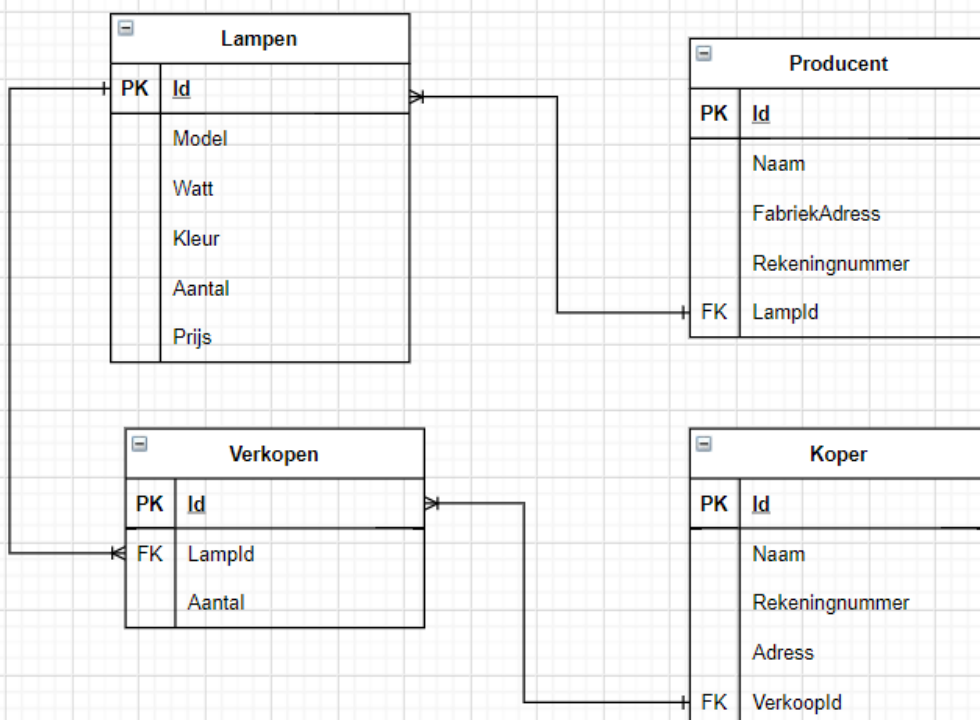 Lampen
PK Id
Model
Watt
Kleur
Aantal
Prijs
Producent
PK Id
Naam
FabriekAdress
Rekeningnummer
FK LampId
Verkopen
PK Id
FK LampId
Aantal
Koper
PK Id
Naam
Rekeningnummer
Adress
FK VerkoopId